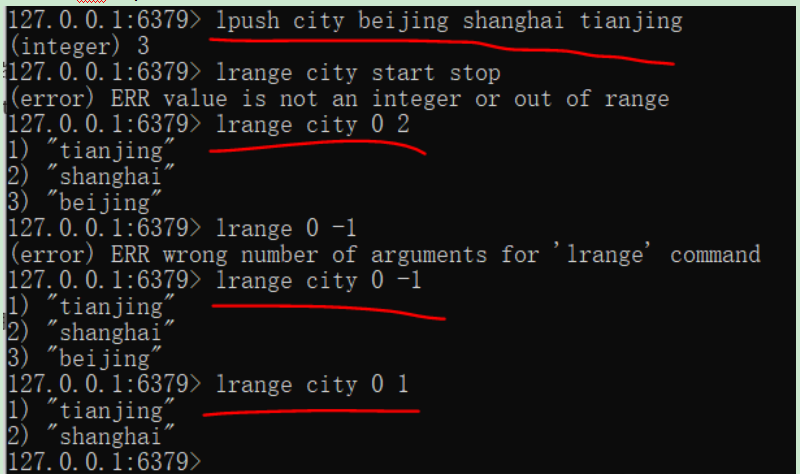 127.0.0.1:6379> lpush city beijing shanghai tianjing
(integer) 3
127.0.0.1:6379> lrange city start stop
(error) ERR value is not an integer or out of range
127.0.0.1:6379> lrange city 0 2
1) "tianjing"
2) "shanghai"
3) "beijing"
127.0.0.1:6379> lrange 0 -1
(error) ERR wrong number of arguments for 'lrange' command
127.0.0.1:6379> lrange city 0 -1
1) "tianjing"
2) "shanghai"
3) "beijing"
127.0.0.1:6379> lrange city 0 1
1) "tianjing"
2) "shanghai"
127.0.0.1:6379>